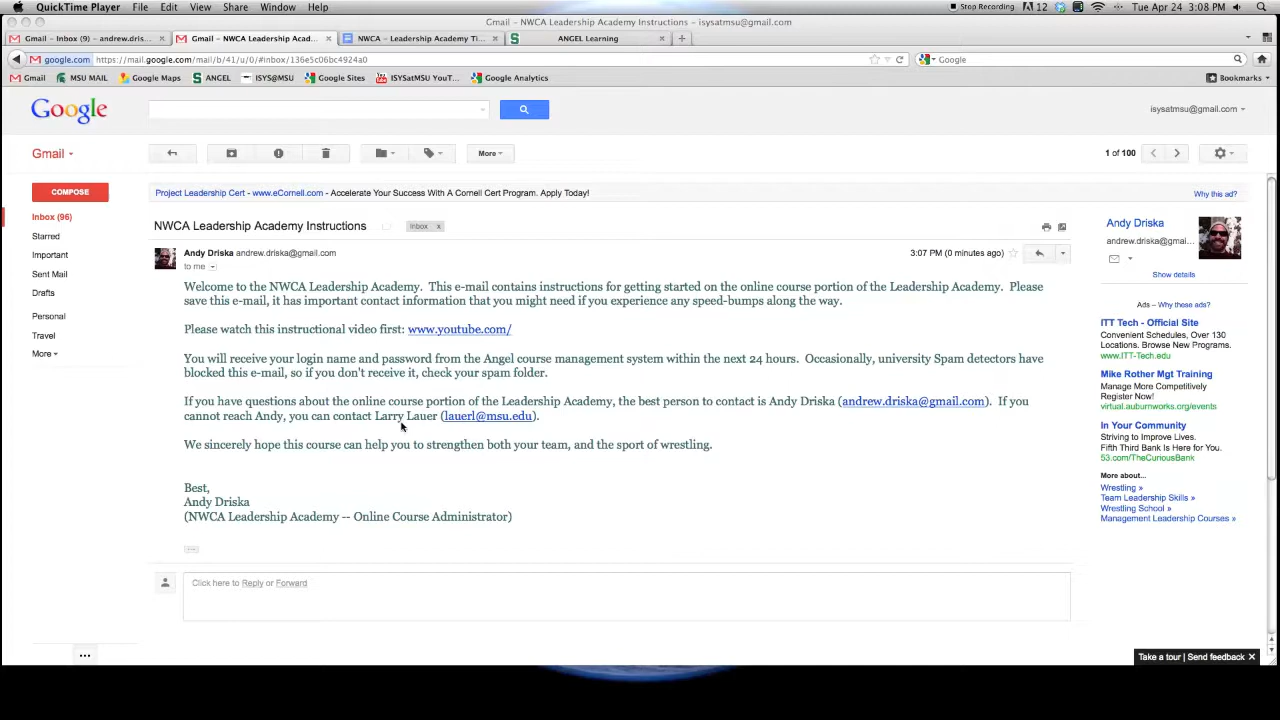 QuickTime Player File Edit View Share Window Help Stop Recording 12 Tue Apr 24 3:08 PM
Gmail – NWCA Leadership Academy Instructions – isysatmsu@gmail.com
Gmail – Inbox (9) – andrew.dris... × Gmail – NWCA Leadership Acad... × NWCA – Leadership Academy Ti... × ANGEL Learning × +
google.com https://mail.google.com/mail/b/41/u/0/#inbox/136e5c06bc4924a0 Google
Gmail MSU MAIL Google Maps ANGEL ISYS@MSU Google Sites ISYSatMSU YouT... Google Analytics Bookmarks
Google isysatmsu@gmail.com
Gmail More 1 of 100
COMPOSE
Inbox (96)
Starred
Important
Sent Mail
Drafts
Personal
Travel
More
Project Leadership Cert - www.eCornell.com - Accelerate Your Success With A Cornell Cert Program. Apply Today! Why this ad?
NWCA Leadership Academy Instructions Inbox x
Andy Driska andrew.driska@gmail.com 3:07 PM (0 minutes ago)
to me
Welcome to the NWCA Leadership Academy. This e-mail contains instructions for getting started on the online course portion of the Leadership Academy. Please
save this e-mail, it has important contact information that you might need if you experience any speed-bumps along the way.
Please watch this instructional video first: www.youtube.com/
You will receive your login name and password from the Angel course management system within the next 24 hours. Occasionally, university Spam detectors have
blocked this e-mail, so if you don't receive it, check your spam folder.
If you have questions about the online course portion of the Leadership Academy, the best person to contact is Andy Driska (andrew.driska@gmail.com). If you
cannot reach Andy, you can contact Larry Lauer (lauerl@msu.edu).
We sincerely hope this course can help you to strengthen both your team, and the sport of wrestling.
Best,
Andy Driska
(NWCA Leadership Academy -- Online Course Administrator)
Click here to Reply or Forward
Andy Driska
andrew.driska@gmai...
Show details
Ads – Why these ads?
ITT Tech - Official Site
Convenient Schedules, Over 130
Locations. Browse New Programs.
www.ITT-Tech.edu
Mike Rother Mgt Training
Manage More Competitively
Register Now!
virtual.auburnworks.org/events
In Your Community
Striving to Improve Lives.
Fifth Third Bank Is Here for You.
53.com/TheCuriousBank
More about...
Wrestling »
Team Leadership Skills »
Wrestling School »
Management Leadership Courses »
Take a tour | Send feedback ×